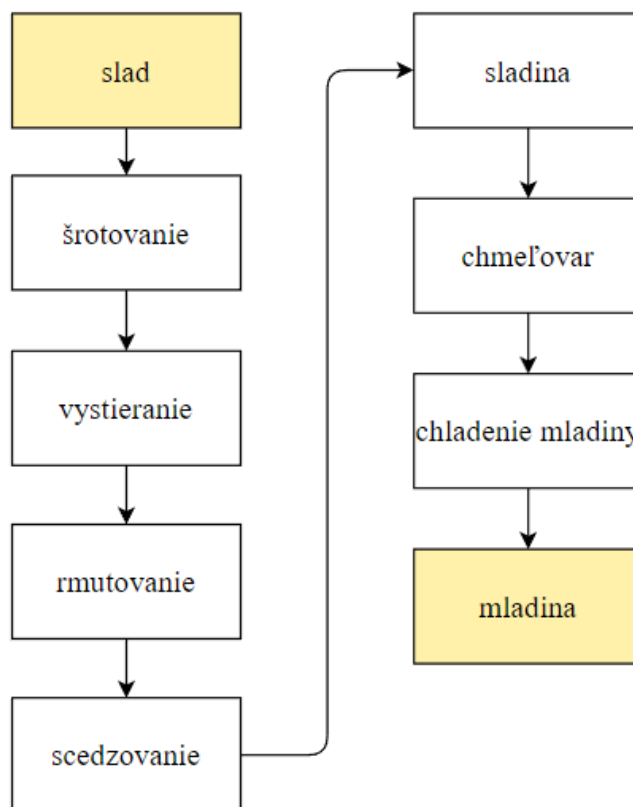 slad
šrotovanie
vystieranie
rmutovanie
scedzovanie
sladina
chmeľovar
chladenie mladiny
mladina